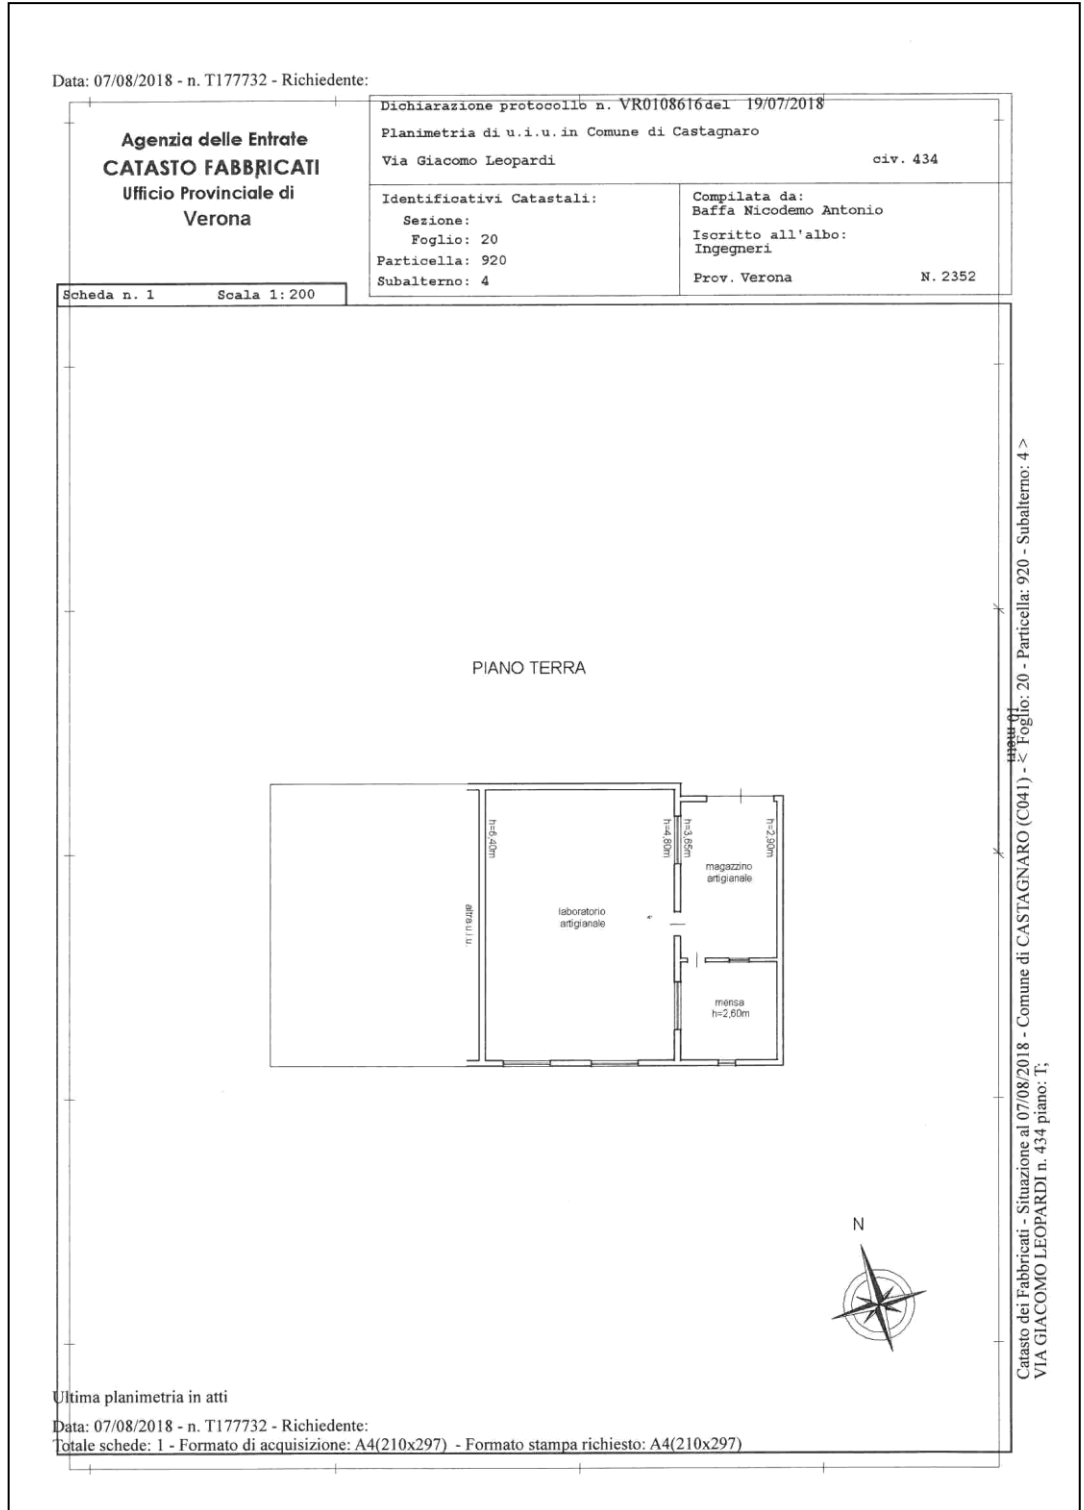 Data: 07/08/2018 - n. T177732 - Richiedente:
Agenzia delle Entrate
CATASTO FABBRICATI
Ufficio Provinciale di
Verona
Dichiarazione protocollo n. VR0108616 del 19/07/2018
Planimetria di u.i.u. in Comune di Castagnaro
Via Giacomo Leopardi civ. 434
Identificativi Catastali:
Sezione:
Foglio: 20
Particella: 920
Subalterno: 4
Compilata da:
Baffa Nicodemo Antonio
Iscritto all'albo:
Ingegneri
Prov. Verona N. 2352
Scheda n. 1 Scala 1:200
PIANO TERRA
h=6,40m
h=4,80m
h=3,65m
h=2,90m
magazzino
artigianale
altra u.i.u.
laboratorio
artigianale
mensa
h=2,60m
N
10 metri
Catasto dei Fabbricati - Situazione al 07/08/2018 - Comune di CASTAGNARO (C041) - < Foglio: 20 - Particella: 920 - Subalterno: 4 >
VIA GIACOMO LEOPARDI n. 434 piano: T;
Ultima planimetria in atti
Data: 07/08/2018 - n. T177732 - Richiedente:
Totale schede: 1 - Formato di acquisizione: A4(210x297) - Formato stampa richiesto: A4(210x297)